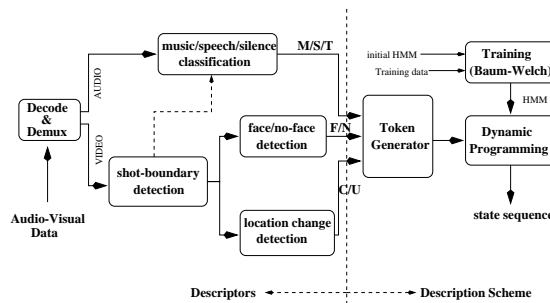 music/speech/silence
classification
M/S/T
initial HMM
Training data
Training
(Baum-Welch)
AUDIO
HMM
Decode
&
Demux
VIDEO
face/no-face
detection
F/N
Token
Generator
Dynamic
Programming
shot-boundary
detection
C/U
Audio-Visual
Data
location change
detection
state sequence
Descriptors
Description Scheme